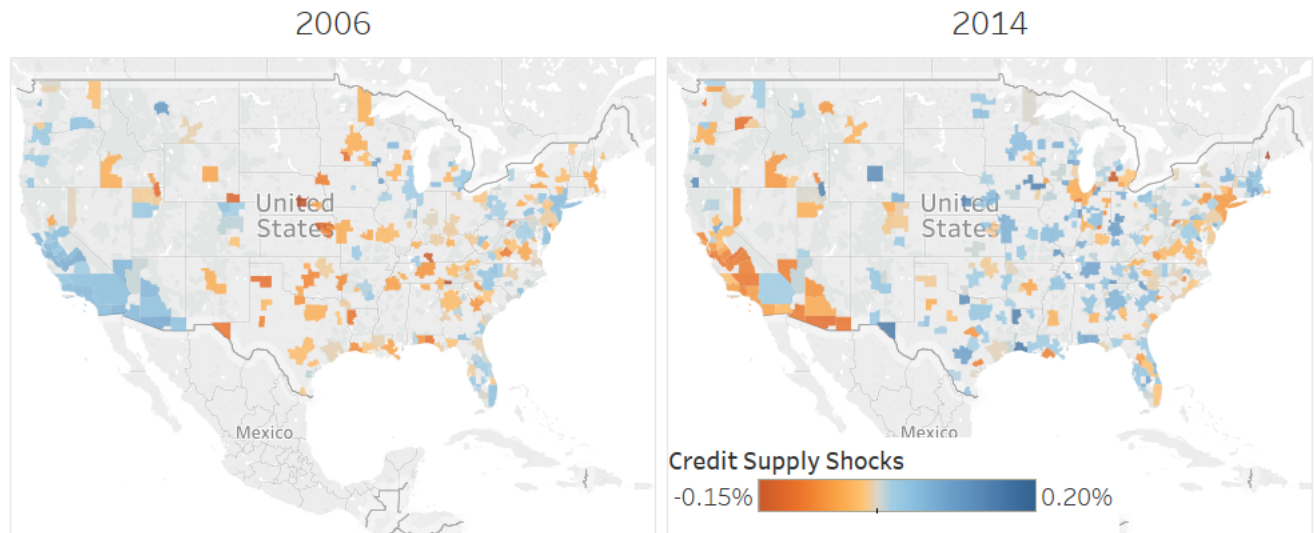 2006
2014
United
States
Mexico
United
States
Mexico
Credit Supply Shocks
-0.15%
0.20%